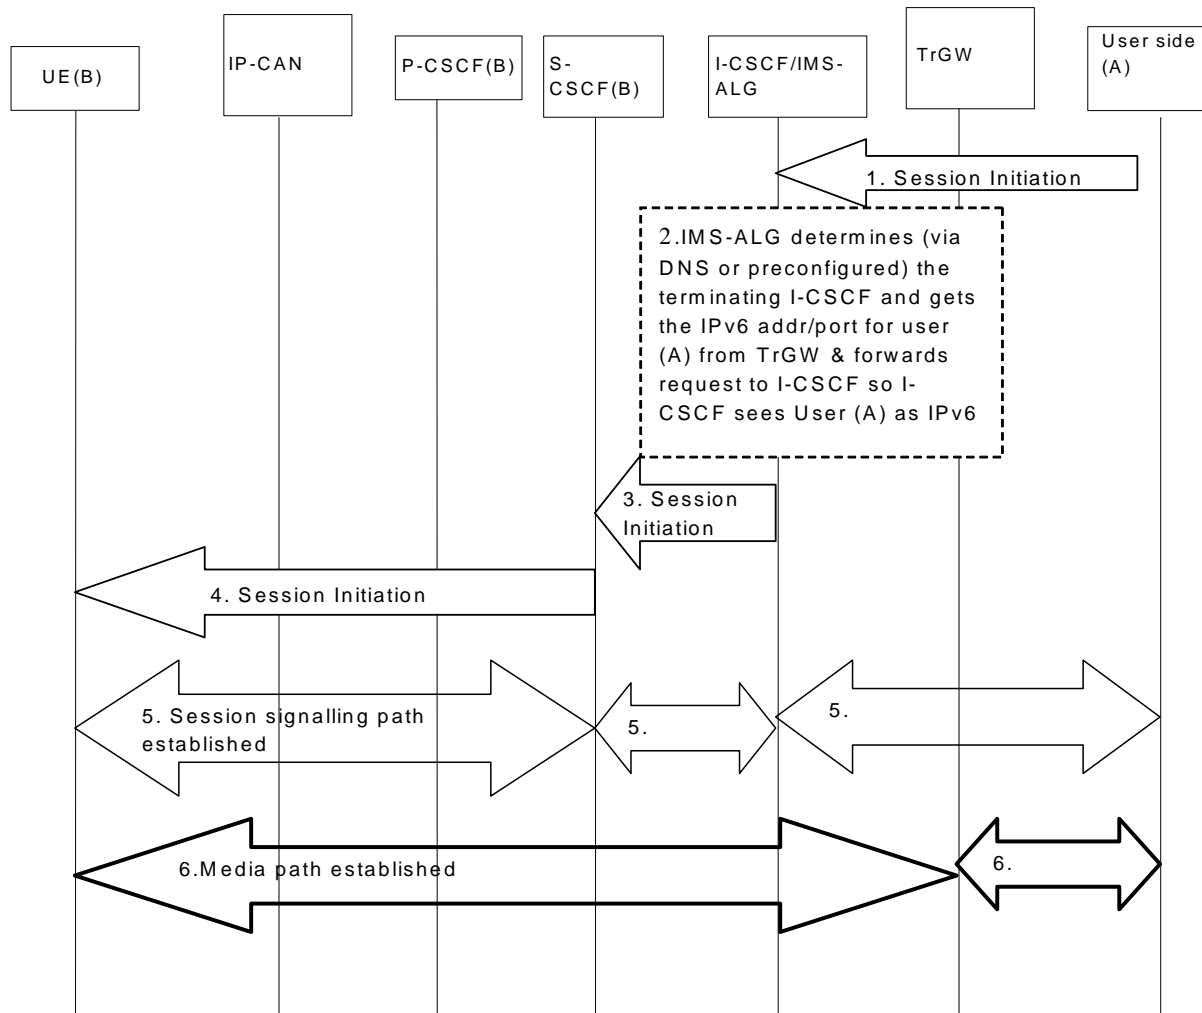 UE(B)
IP-CAN
P-CSCF(B)
S-
CSCF(B)
I-CSCF/IMS-
ALG
TrGW
User side
(A)
1. Session Initiation
2.IMS-ALG determines (via
DNS or preconfigured) the
terminating I-CSCF and gets
the IPv6 addr/port for user
(A) from TrGW & forwards
request to I-CSCF so I-
CSCF sees User (A) as IPv6
3. Session
Initiation
4. Session Initiation
5. Session signalling path
established
5.
5.
6.Media path established
6.